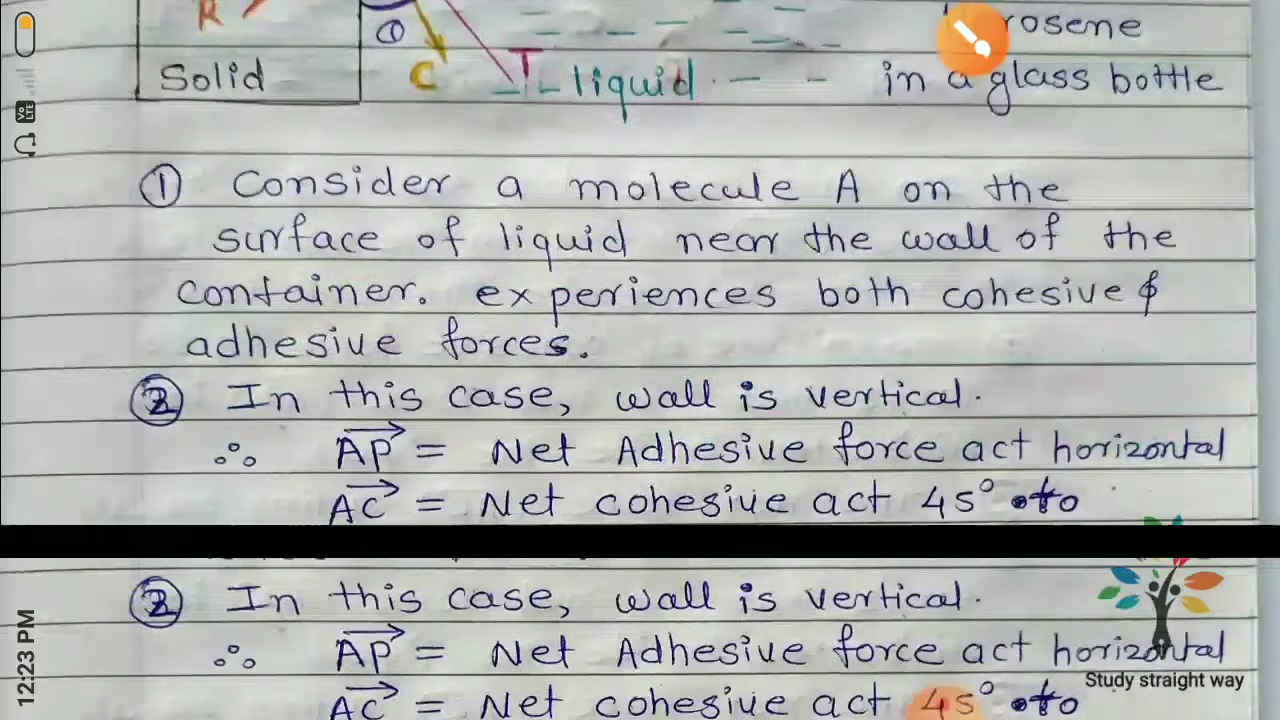 R
① rosene
Solid C T liquid in a glass bottle
① Consider a molecule A on the
surface of liquid near the wall of the
container. experiences both cohesive &
adhesive forces.
② In this case, wall is vertical.
∴ AP = Net Adhesive force act horizontal
AC = Net cohesive act 45° to
② In this case, wall is vertical.
∴ AP = Net Adhesive force act horizontal
Study straight way
AC = Net cohesive act 45° to
12:23 PM
Vo LTE